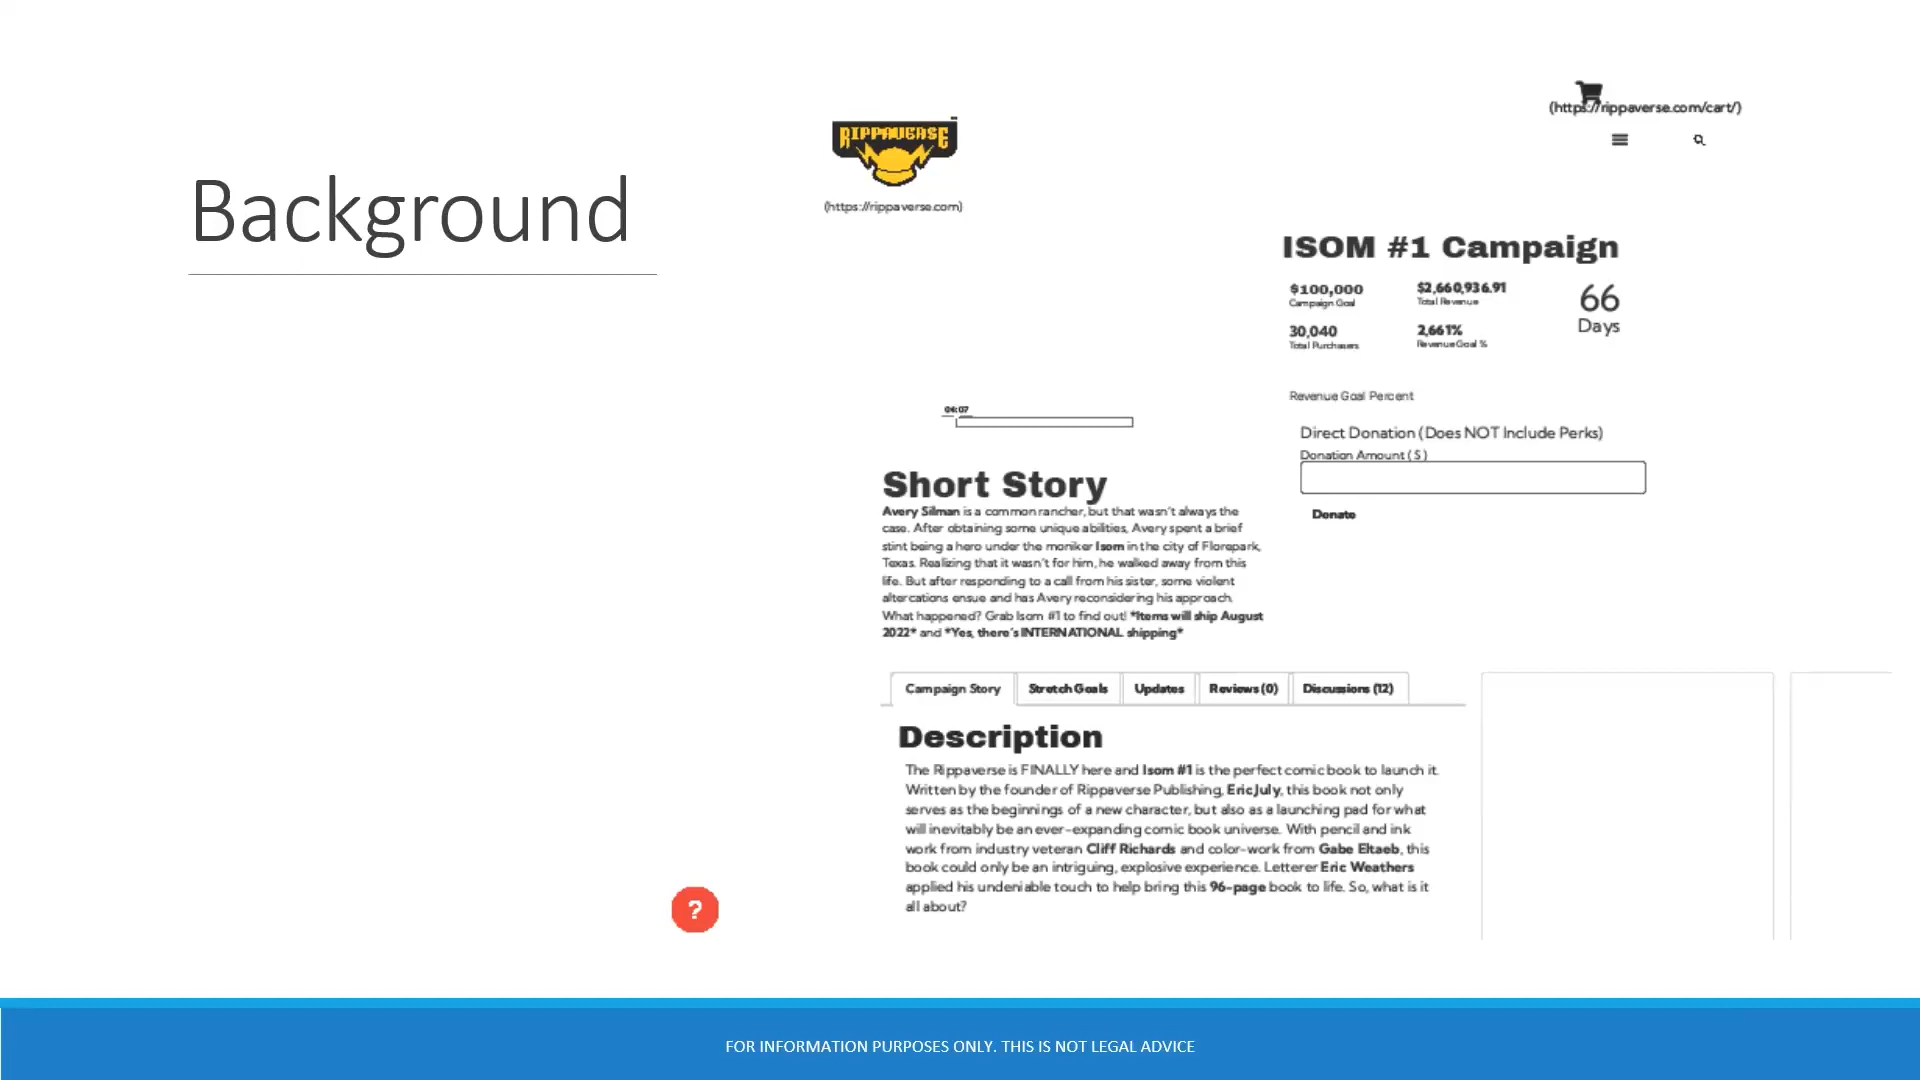 Background
RIPPAVERSE
(https://rippaverse.com)
(https://rippaverse.com/cart/)
ISOM #1 Campaign
$100,000
Campaign Goal
$2,660,936.91
Total Revenue
66
Days
30,040
Total Purchasers
2,661%
Revenue Goal %
Revenue Goal Percent
Direct Donation (Does NOT Include Perks)
Donation Amount ( $ )
Donate
06:07
Short Story
Avery Silman is a common rancher, but that wasn't always the
case. After obtaining some unique abilities, Avery spent a brief
stint being a hero under the moniker Isom in the city of Florepark,
Texas. Realizing that it wasn't for him, he walked away from this
life. But after responding to a call from his sister, some violent
altercations ensue and has Avery reconsidering his approach.
What happened? Grab Isom #1 to find out! *Items will ship August
2022* and *Yes, there's INTERNATIONAL shipping*
Campaign Story
Stretch Goals
Updates
Reviews (0)
Discussions (12)
Description
The Rippaverse is FINALLY here and Isom #1 is the perfect comic book to launch it.
Written by the founder of Rippaverse Publishing, Eric July, this book not only
serves as the beginnings of a new character, but also as a launching pad for what
will inevitably be an ever-expanding comic book universe. With pencil and ink
work from industry veteran Cliff Richards and color-work from Gabe Eltaeb, this
book could only be an intriguing, explosive experience. Letterer Eric Weathers
applied his undeniable touch to help bring this 96-page book to life. So, what is it
all about?
?
FOR INFORMATION PURPOSES ONLY. THIS IS NOT LEGAL ADVICE